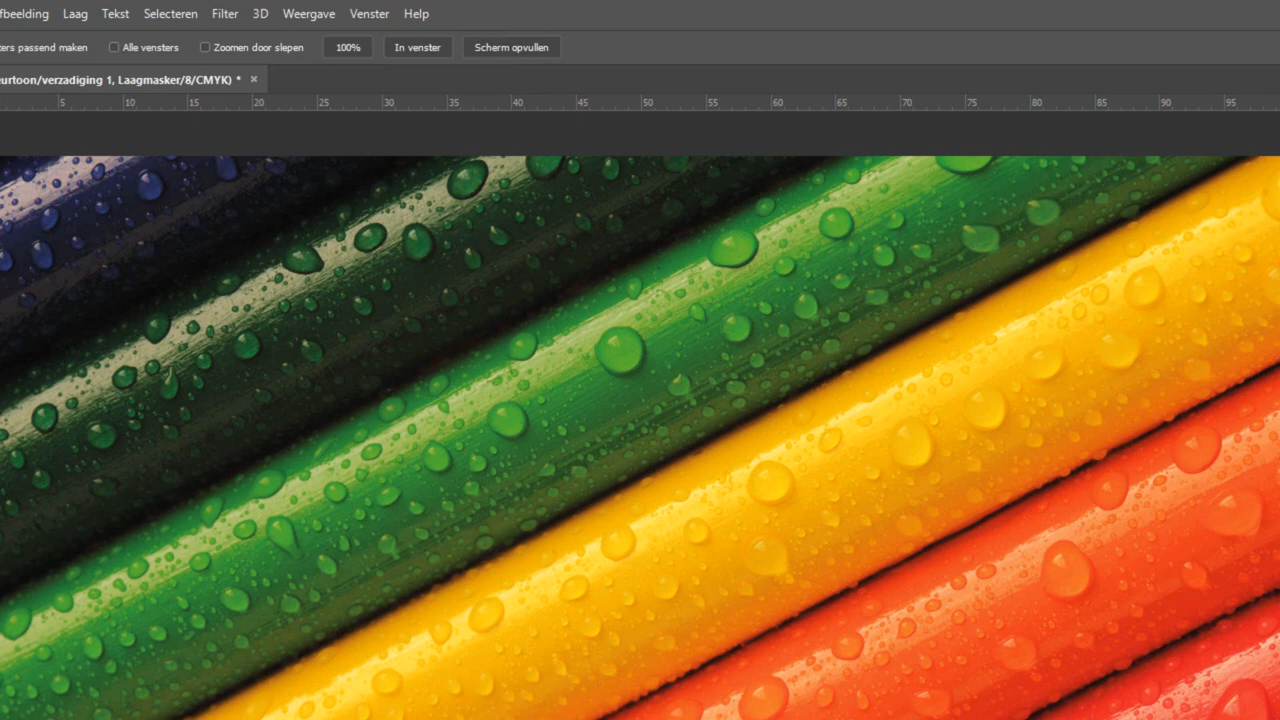 fbeelding Laag Tekst Selecteren Filter 3D Weergave Venster Help
ters passend maken Alle vensters Zoomen door slepen 100% In venster Scherm opvullen
eurtoon/verzadiging 1, Laagmasker/8/CMYK) * ×
5 10 15 20 25 30 35 40 45 50 55 60 65 70 75 80 85 90 95